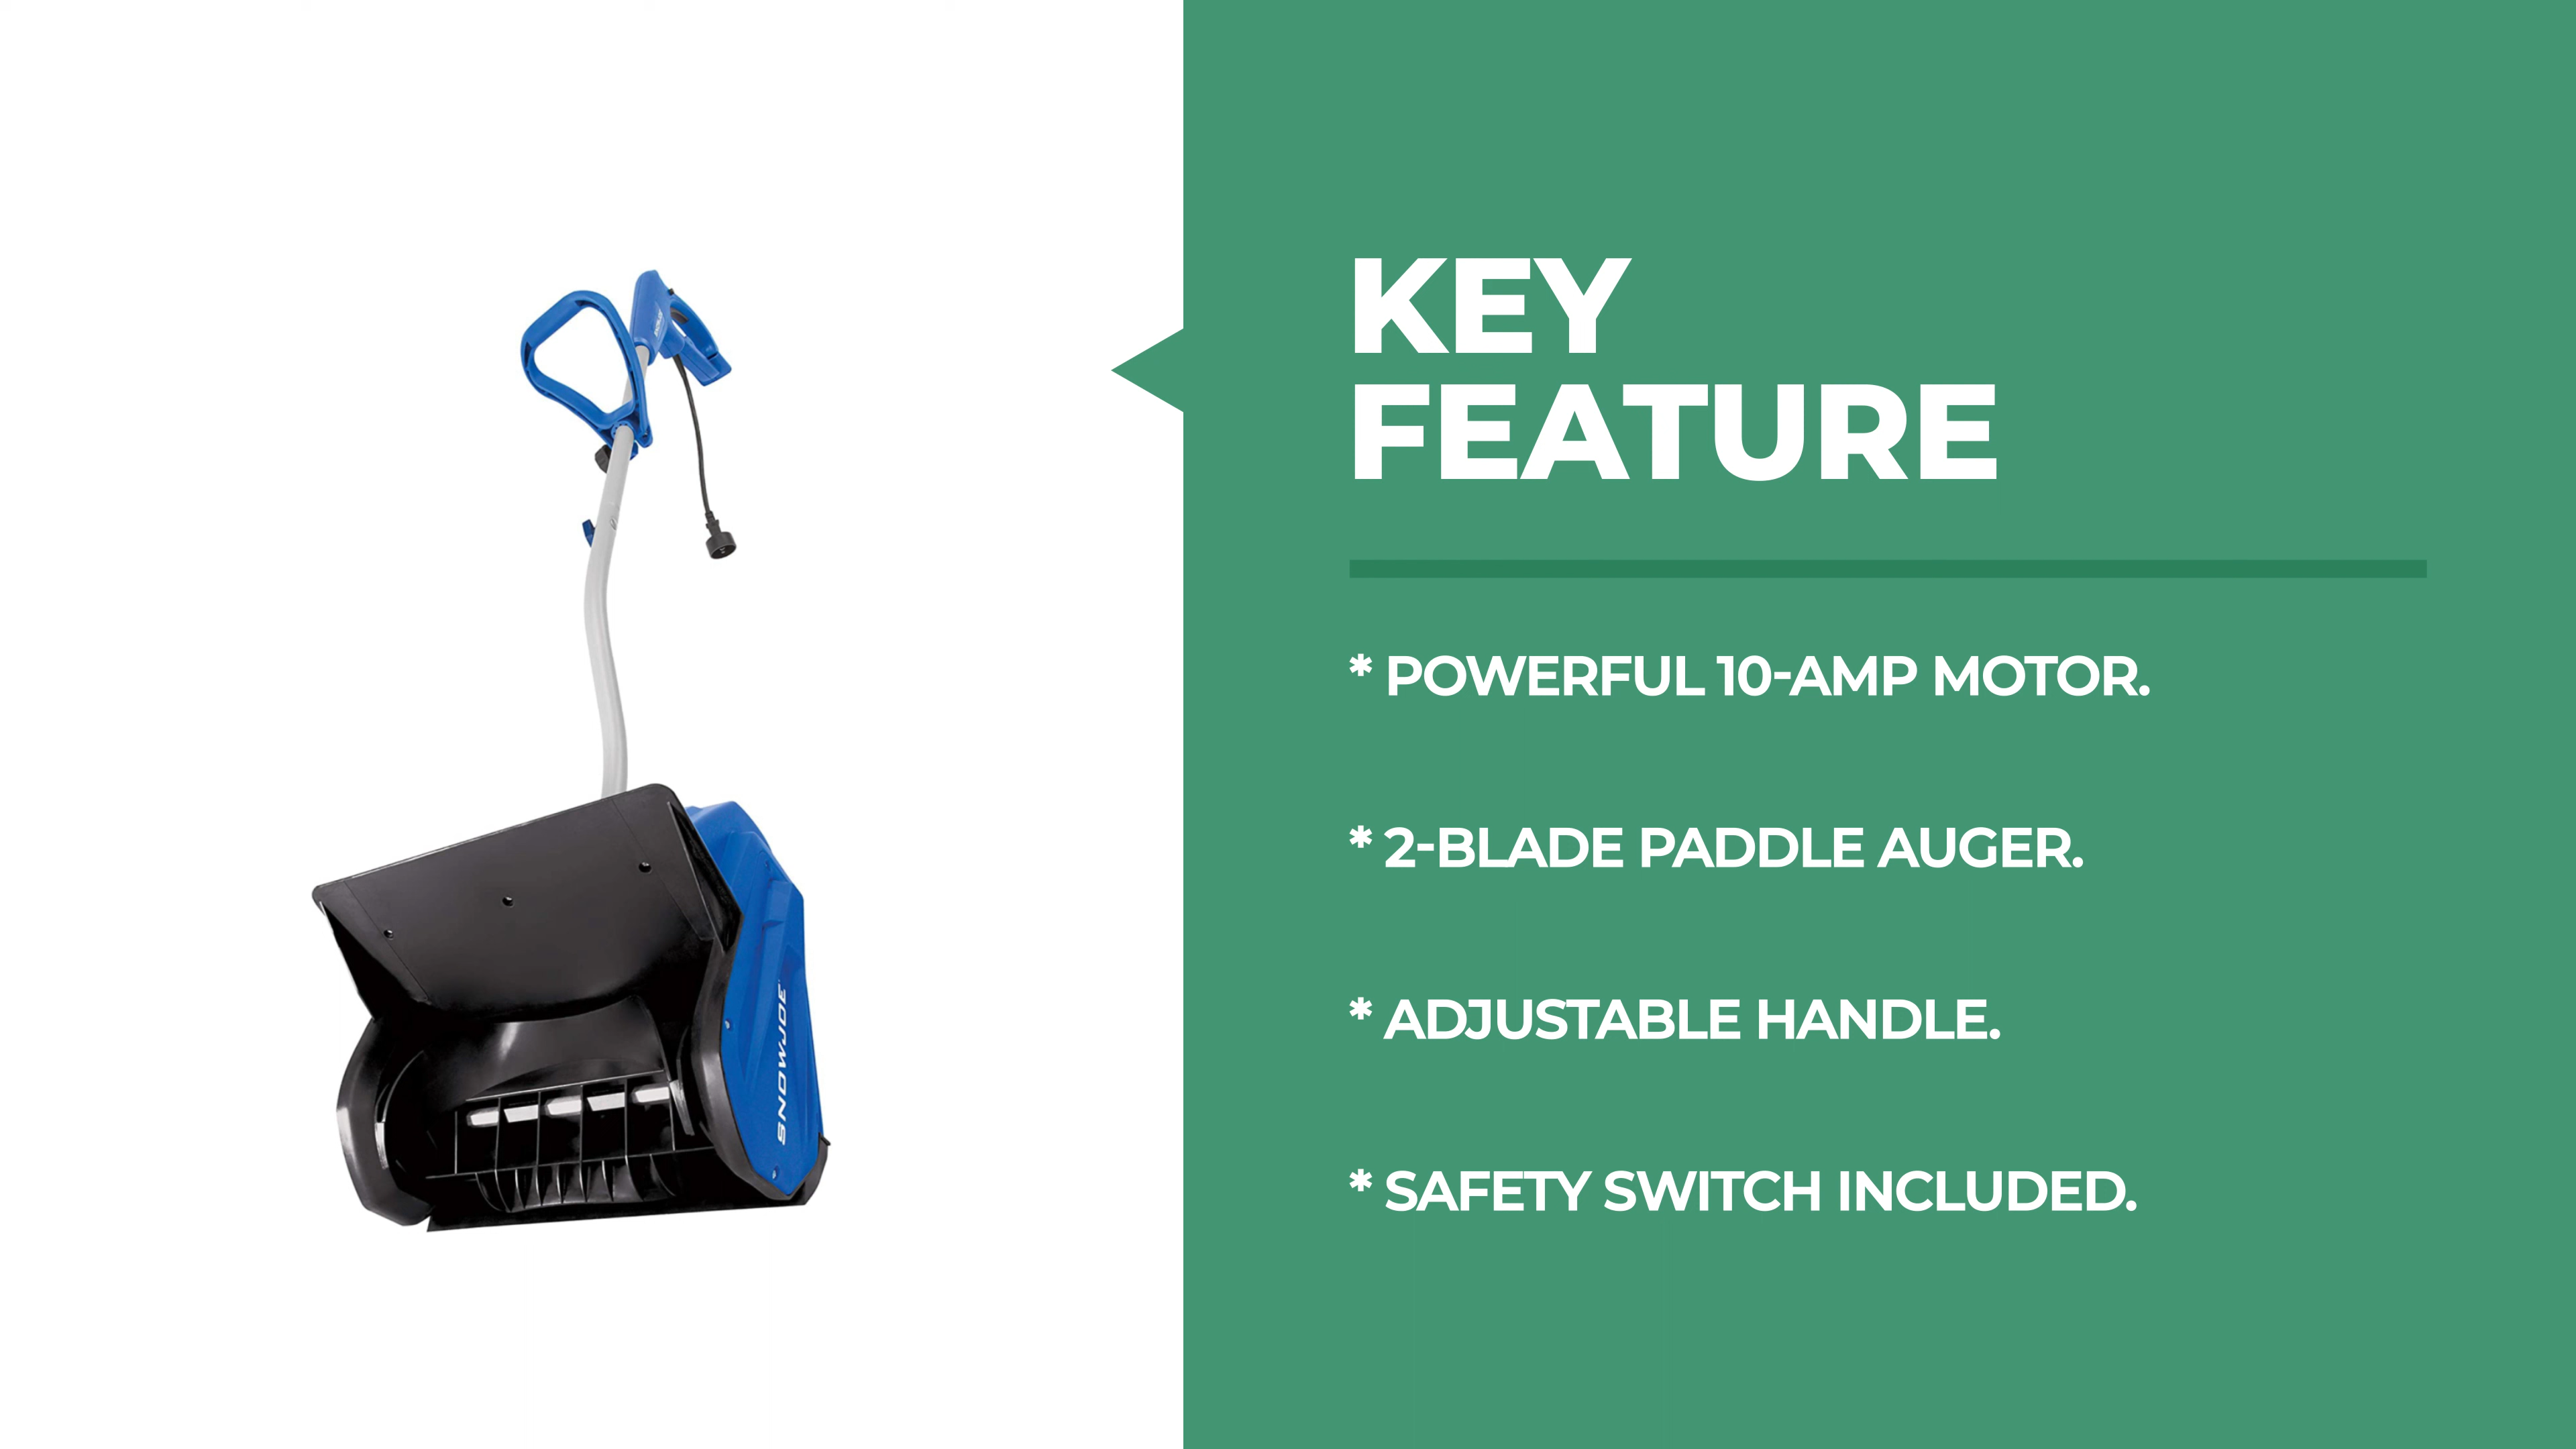 KEY
FEATURE
* POWERFUL 10-AMP MOTOR.
* 2-BLADE PADDLE AUGER.
* ADJUSTABLE HANDLE.
* SAFETY SWITCH INCLUDED.
SNOWJOE